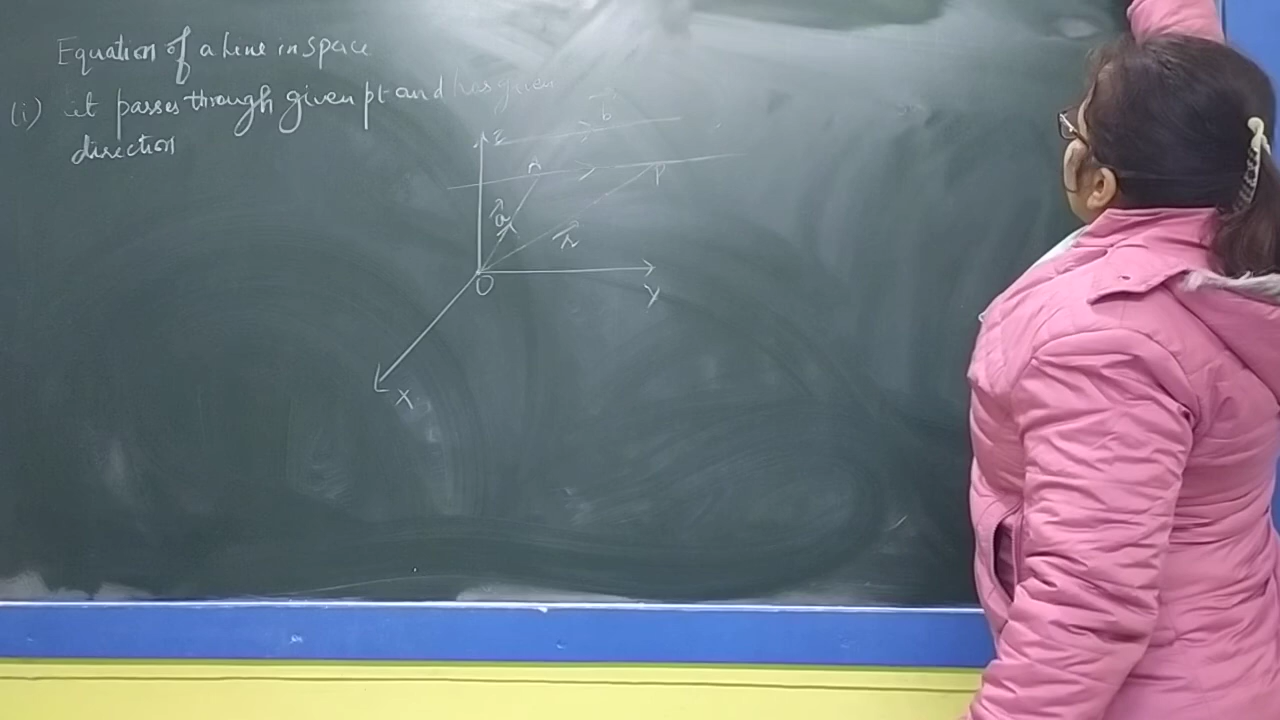 Equation of a line in space
(i) it passes through given pt and has given
direction
b
Z
A
P
a
r
O
Y
X